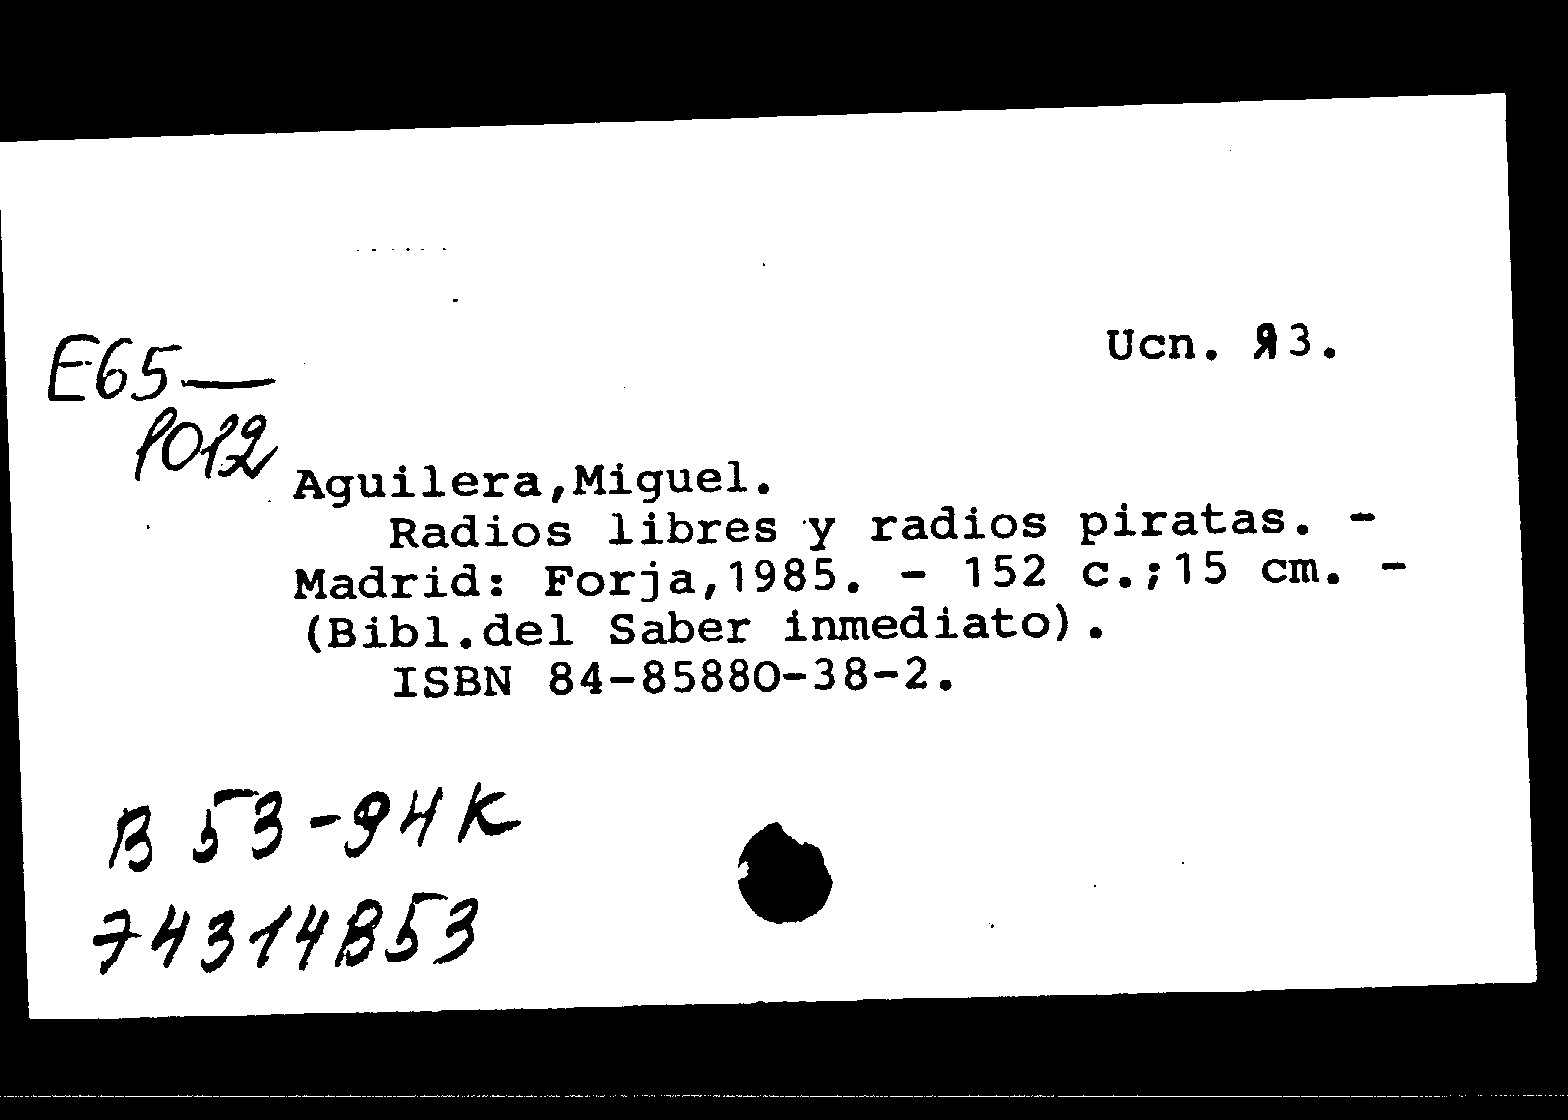 Ucn. Я3.
E65—
1012
Aguilera,Miguel.
Radios libres y radios piratas. -
Madrid: Forja,1985. - 152 c.;15 cm. -
(Bibl.del Saber inmediato).
ISBN 84-85880-38-2.
B 53-94K
74314B53